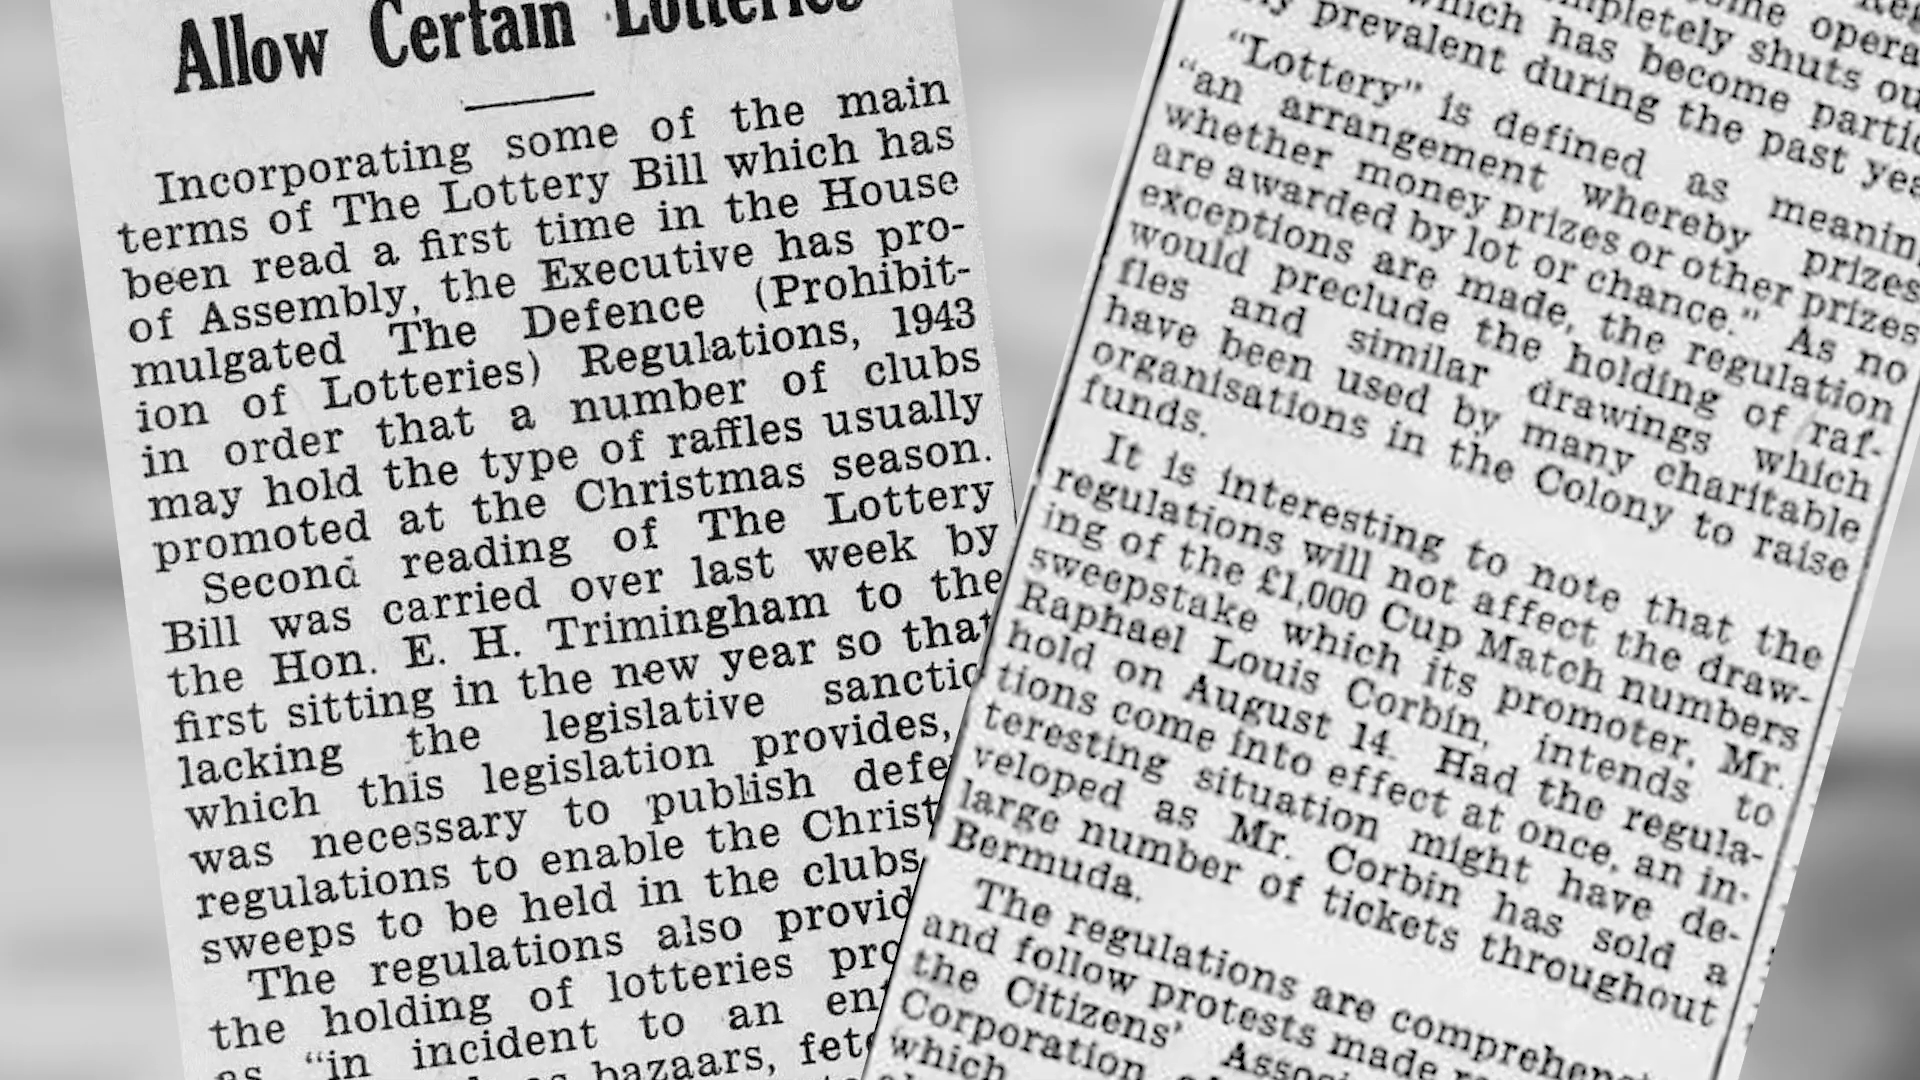 Allow Certain Lotteries
Incorporating some of the main
terms of The Lottery Bill which has
been read a first time in the House
of Assembly, the Executive has pro-
mulgated The Defence (Prohibit-
ion of Lotteries) Regulations, 1943
in order that a number of clubs
may hold the type of raffles usually
promoted at the Christmas season.
Second reading of The Lottery
Bill was carried over last week by
the Hon. E. H. Trimingham to the
first sitting in the new year so that
lacking the legislative sanctio
which this legislation provides,
was necessary to publish defe
regulations to enable the Christ
sweeps to be held in the clubs
The regulations also provid
the holding of lotteries pro
as "in incident to an ent
bazaars, fete
opera
mpletely shuts ou
which has become partic
prevalent during the past yea
"Lottery" is defined as meanin
"an arrangement whereby prizes
whether money prizes or other prizes
are awarded by lot or chance." As no
exceptions are made, the regulation
would preclude the holding of raf-
fles and similar drawings which
have been used by many charitable
organisations in the Colony to raise
funds.
It is interesting to note that the
regulations will not affect the draw-
ing of the £1,000 Cup Match numbers
sweepstake which its promoter, Mr.
Raphael Louis Corbin, intends to
hold on August 14. Had the regula-
tions come into effect at once, an in-
teresting situation might have de-
veloped as Mr. Corbin has sold a
large number of tickets throughout
Bermuda.
The regulations are comprehens
and follow protests made
the Citizens' Assoc
Corporation
which